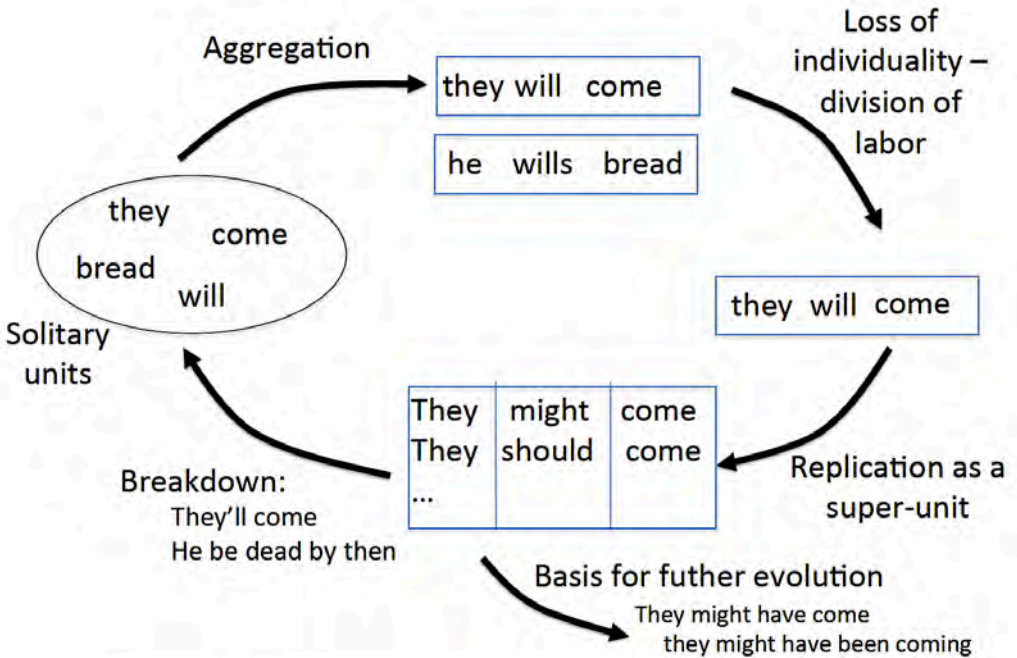 Aggregation
they will come
he wills bread
Loss of
individuality –
division of
labor
they
come
bread
will
Solitary
units
they will come
They might come
They should come
...
Replication as a
super-unit
Breakdown:
They'll come
He be dead by then
Basis for futher evolution
They might have come
they might have been coming